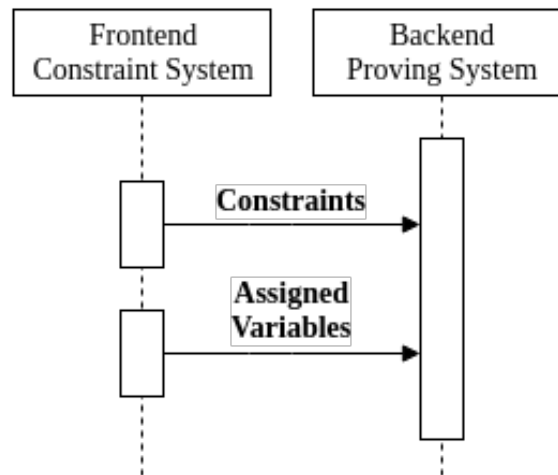 Frontend
Constraint System
Backend
Proving System
Constraints
Assigned
Variables